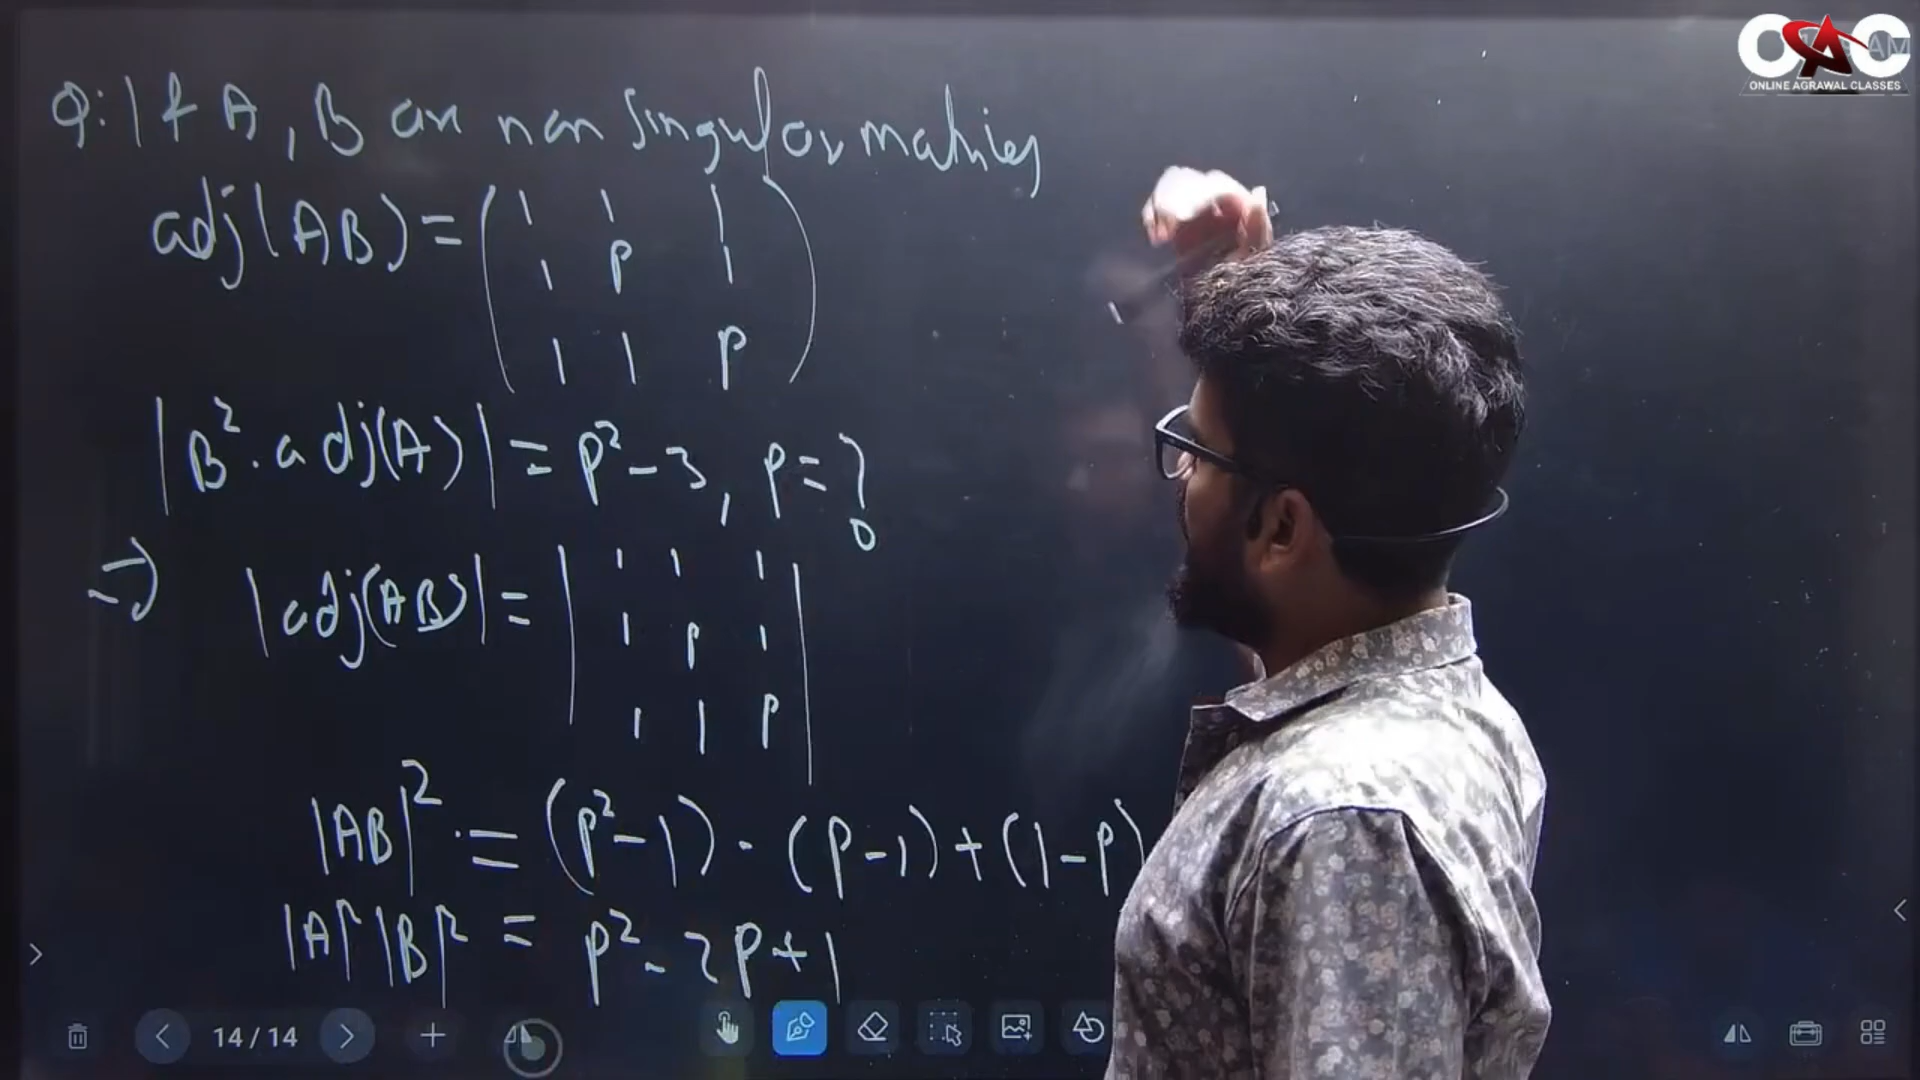 OAC
ONLINE AGRAWAL CLASSES
Q: If A, B are non singular matrices
adj(AB) = ( 1 1 1
1 P 1
1 1 P )
|B². adj(A)| = P² - 3, P = ?
=> |adj(AB)| = | 1 1 1
1 P 1
1 1 P |
|AB|² = (P² - 1) - (P - 1) + (1 - P)
|A|² |B|² = P² - 2P + 1
14 / 14